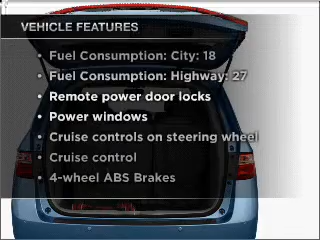 VEHICLE FEATURES
• Fuel Consumption: City: 18
• Fuel Consumption: Highway: 27
• Remote power door locks
• Power windows
• Cruise controls on steering wheel
• Cruise control
• 4-wheel ABS Brakes